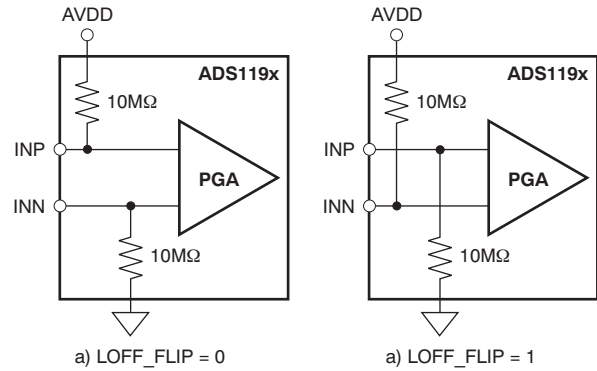 AVDD
ADS119x
10MΩ
INP
PGA
INN
10MΩ
a) LOFF_FLIP = 0
AVDD
ADS119x
10MΩ
INP
PGA
INN
10MΩ
a) LOFF_FLIP = 1